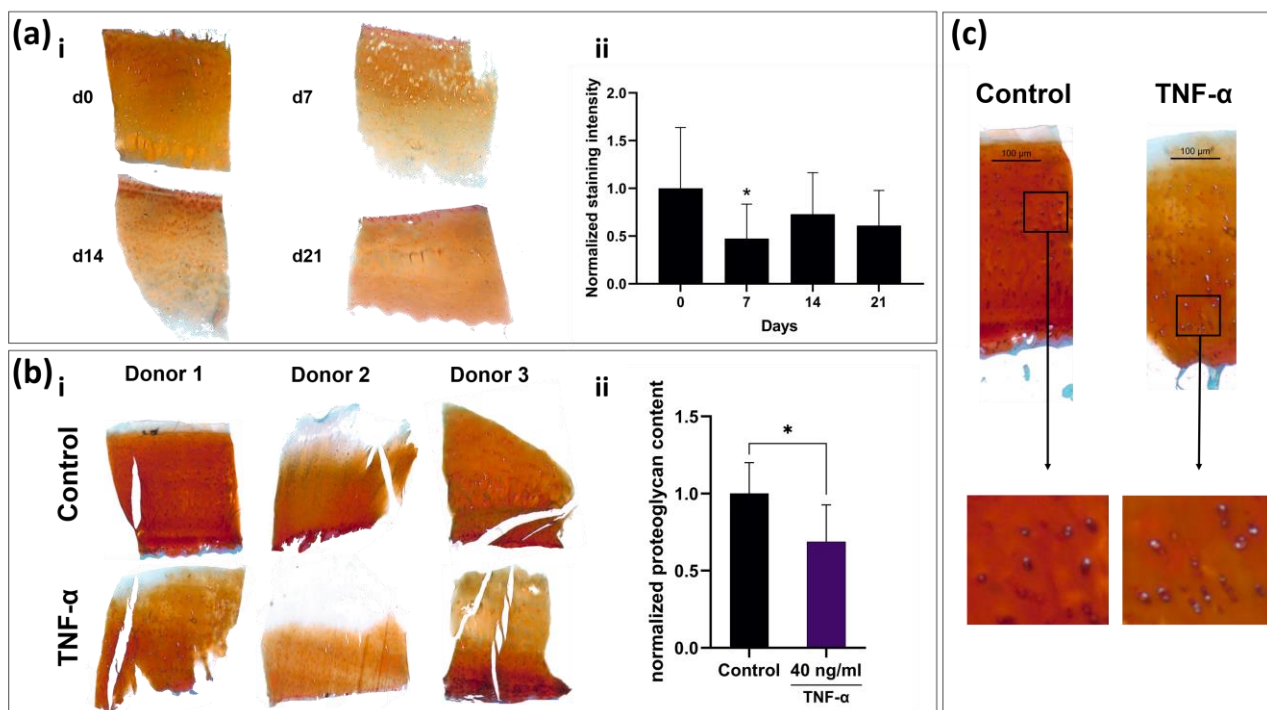 (a)
i
d0
d7
d14
d21
ii
Normalized staining intensity
2.0
1.5
1.0
0.5
0.0
*
0 7 14 21
Days
(b)
i
Donor 1 Donor 2 Donor 3
Control
TNF-α
ii
normalized proteoglycan content
1.5
1.0
0.5
0.0
*
Control 40 ng/ml
TNF-α
(c)
Control TNF-α
100 µm 100 µm²